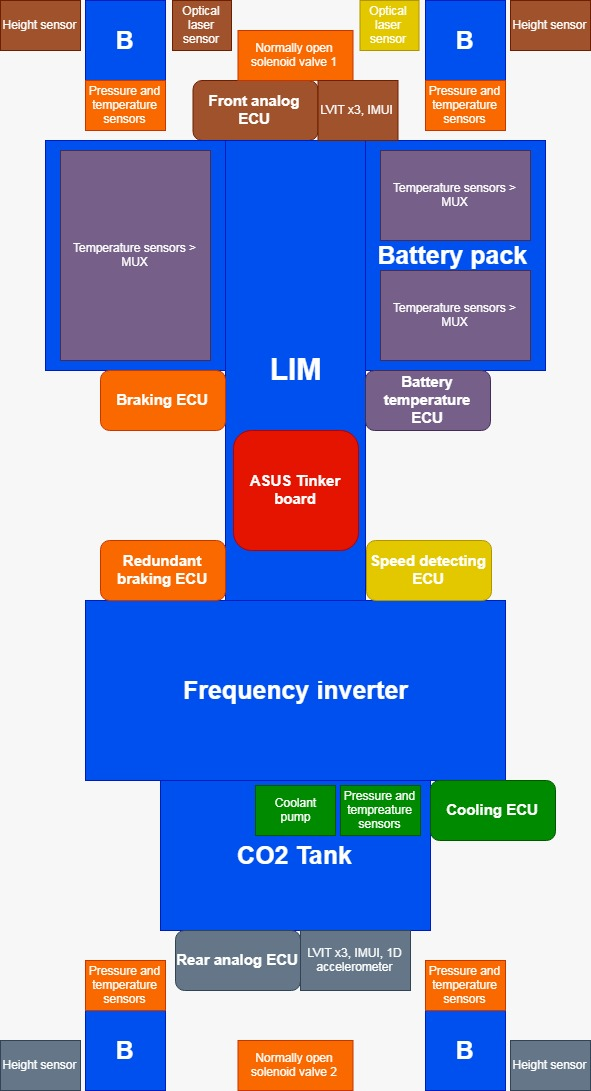 Height sensor
B
Optical
laser
sensor
Normally open
solenoid valve 1
Optical
laser
sensor
B
Height sensor
Pressure and
temperature
sensors
Front analog
ECU
LVIT x3, IMUI
Pressure and
temperature
sensors
Temperature sensors >
MUX
Temperature sensors >
MUX
Battery pack
Temperature sensors >
MUX
LIM
Braking ECU
Battery
temperature
ECU
ASUS Tinker
board
Redundant
braking ECU
Speed detecting
ECU
Frequency inverter
Coolant
pump
Pressure and
tempreature
sensors
Cooling ECU
CO2 Tank
Rear analog ECU
LVIT x3, IMUI, 1D
accelerometer
Pressure and
temperature
sensors
Pressure and
temperature
sensors
Height sensor
B
Normally open
solenoid valve 2
B
Height sensor